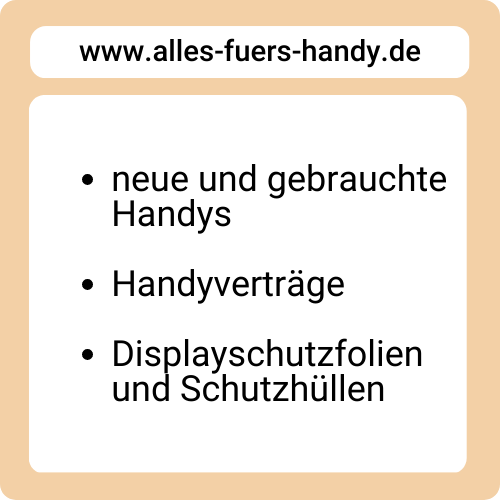 www.alles-fuers-handy.de
• neue und gebrauchte
Handys
• Handyverträge
• Displayschutzfolien
und Schutzhüllen